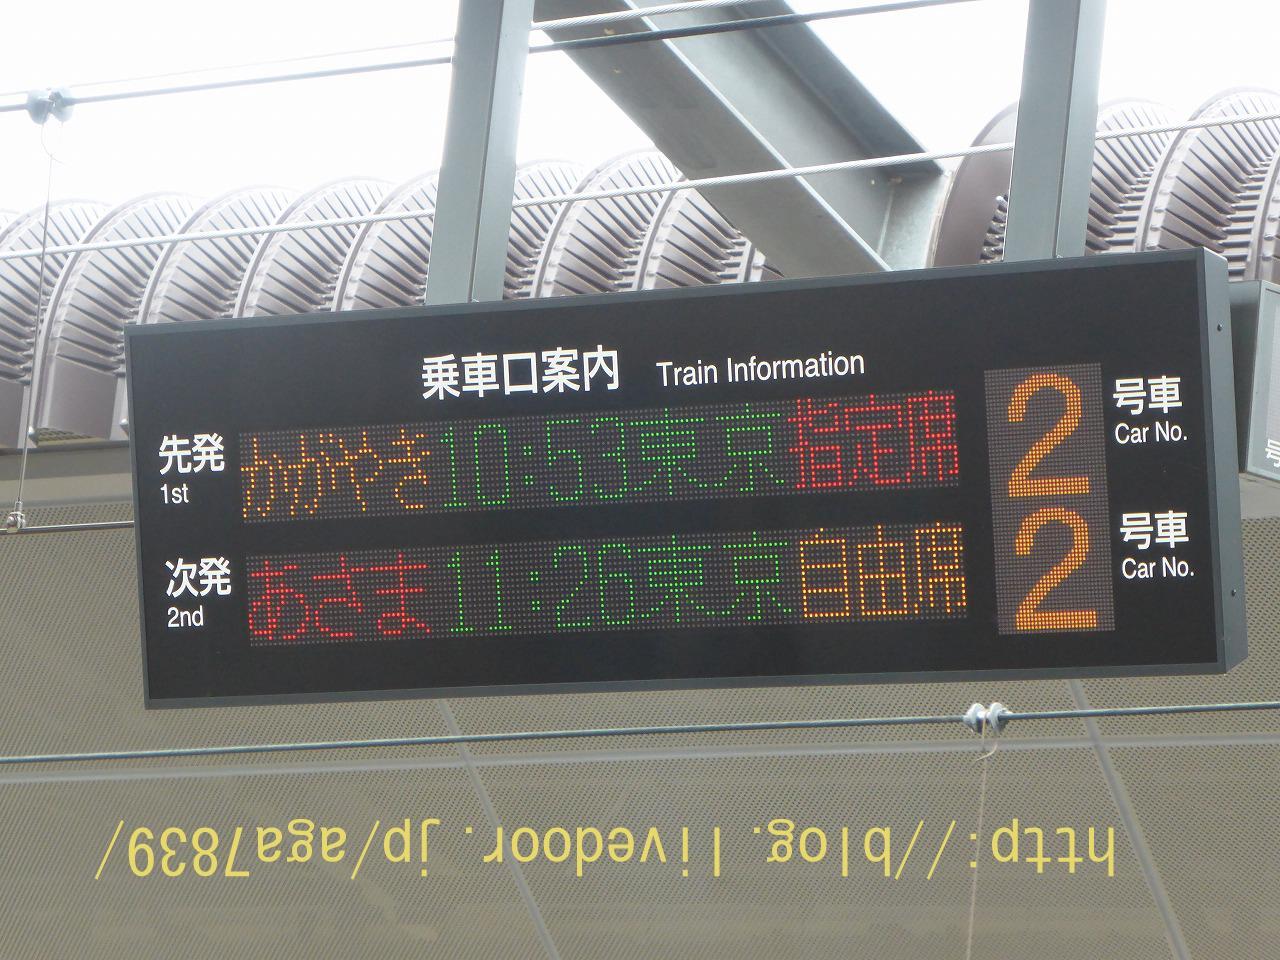 乗車口案内 Train Information
先発 かがやき 10:53 東京 指定席 2 号車
1st Car No.
次発 あさま 11:26 東京 自由席 2 号車
2nd Car No.
http://blog.livedoor.jp/aga7839/